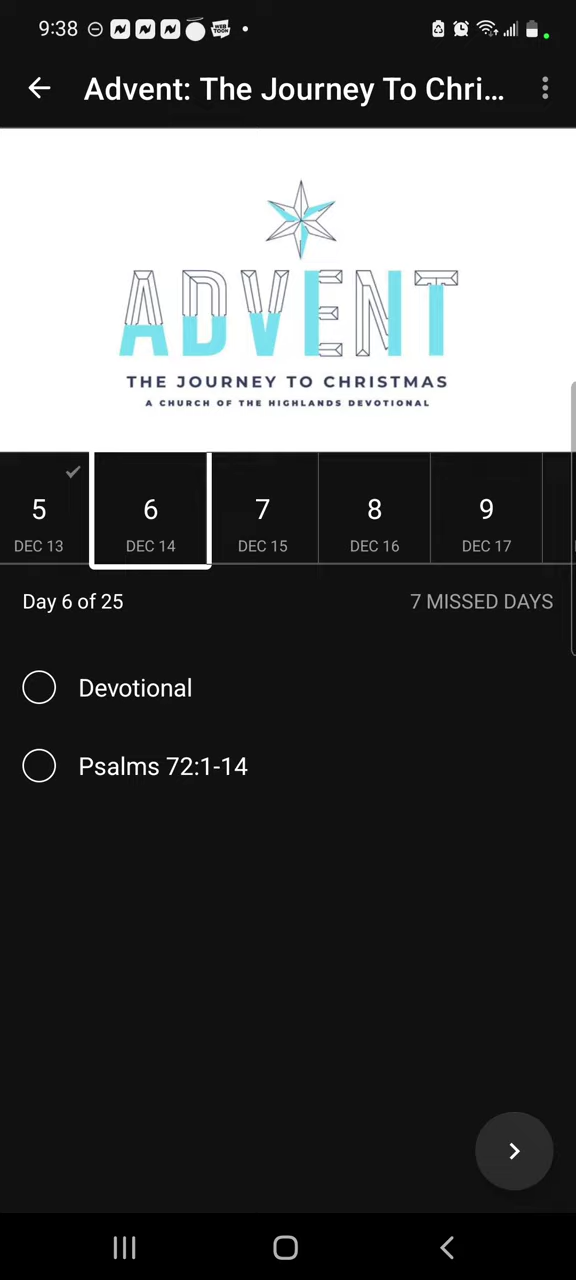 9:38
WEB TOON
Advent: The Journey To Chri...
ADVENT
THE JOURNEY TO CHRISTMAS
A CHURCH OF THE HIGHLANDS DEVOTIONAL
5 6 7 8 9
DEC 13 DEC 14 DEC 15 DEC 16 DEC 17
Day 6 of 25 7 MISSED DAYS
Devotional
Psalms 72:1-14